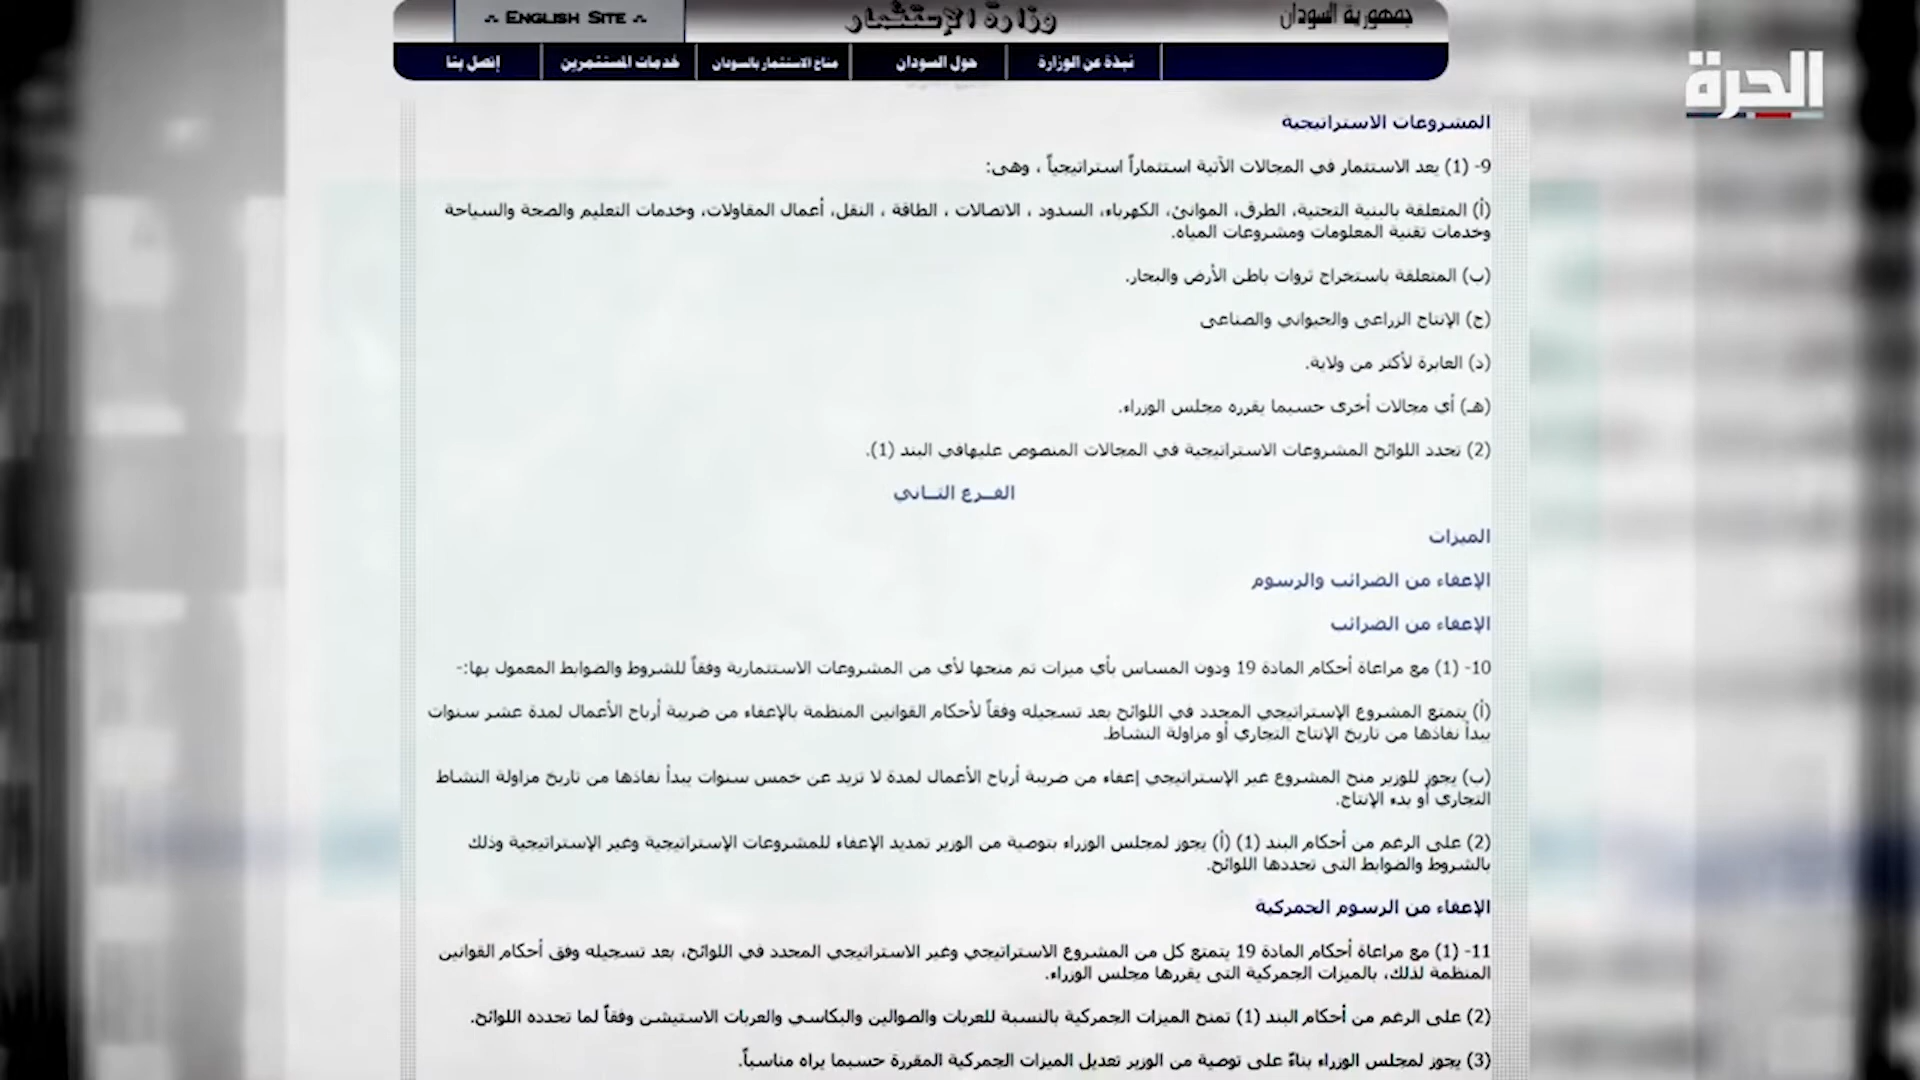 جمهورية السودان
وزارة الإستثمار
∴ ENGLISH SITE ∴
نبذة عن الوزارة
حول السودان
مناخ الاستثمار بالسودان
خدمات المستثمرين
إتصل بنا
الحرة
المشروعات الاستراتيجية
9- (1) يعد الاستثمار في المجالات الآتية استثماراً استراتيجياً ، وهى:
(أ) المتعلقة بالبنية التحتية، الطرق، الموانئ، الكهرباء، السدود ، الاتصالات ، الطاقة ، النقل، أعمال المقاولات، وخدمات التعليم والصحة والسياحة
وخدمات تقنية المعلومات ومشروعات المياه.
(ب) المتعلقة باستخراج ثروات باطن الأرض والبحار.
(ج) الإنتاج الزراعى والحيواني والصناعى
(د) العابرة لأكثر من ولاية.
(هـ) أي مجالات أخرى حسبما يقرره مجلس الوزراء.
(2) تحدد اللوائح المشروعات الاستراتيجية في المجالات المنصوص عليهافي البند (1).
الفــرع الثــاني
الميزات
الإعفاء من الضرائب والرسوم
الإعفاء من الضرائب
10- (1) مع مراعاة أحكام المادة 19 ودون المساس بأي ميزات تم منحها لأي من المشروعات الاستثمارية وفقاً للشروط والضوابط المعمول بها:-
(أ) يتمتع المشروع الإستراتيجي المحدد في اللوائح بعد تسجيله وفقاً لأحكام القوانين المنظمة بالإعفاء من ضريبة أرباح الأعمال لمدة عشر سنوات
يبدأ نفاذها من تاريخ الإنتاج التجاري أو مزاولة النشاط.
(ب) يجوز للوزير منح المشروع غير الإستراتيجي إعفاء من ضريبة أرباح الأعمال لمدة لا تزيد عن خمس سنوات يبدأ نفاذها من تاريخ مزاولة النشاط
التجاري أو بدء الإنتاج.
(2) على الرغم من أحكام البند (1) (أ) يجوز لمجلس الوزراء بتوصية من الوزير تمديد الإعفاء للمشروعات الإستراتيجية وغير الإستراتيجية وذلك
بالشروط والضوابط التى تحددها اللوائح.
الإعفاء من الرسوم الجمركية
11- (1) مع مراعاة أحكام المادة 19 يتمتع كل من المشروع الاستراتيجي وغير الاستراتيجي المحدد في اللوائح، بعد تسجيله وفق أحكام القوانين
المنظمة لذلك، بالميزات الجمركية التى يقررها مجلس الوزراء.
(2) على الرغم من أحكام البند (1) تمنح الميزات الجمركية بالنسبة للعربات والصوالين والبكاسي والعربات الاستيشن وفقاً لما تحدده اللوائح.
(3) يجوز لمجلس الوزراء بناءً على توصية من الوزير تعديل الميزات الجمركية المقررة حسبما يراه مناسباً.